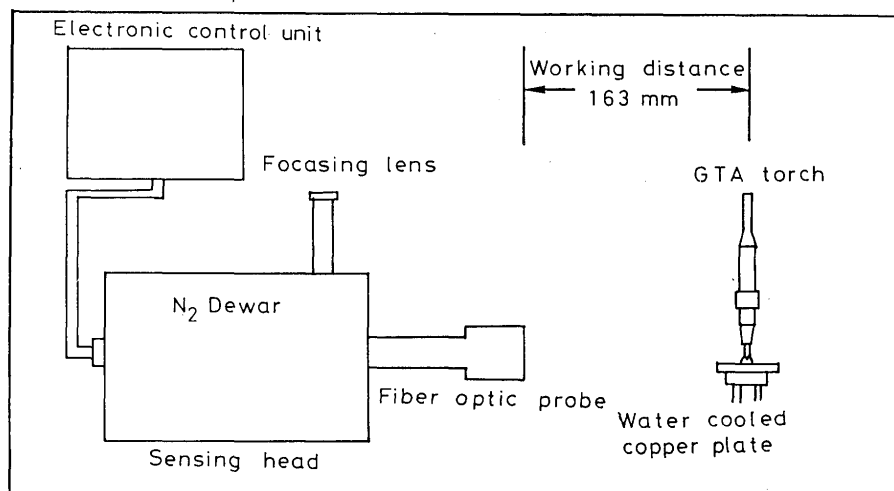 Electronic control unit
Working distance
163 mm
Focasing lens
GTA torch
N₂ Dewar
Fiber optic probe
Water cooled
copper plate
Sensing head